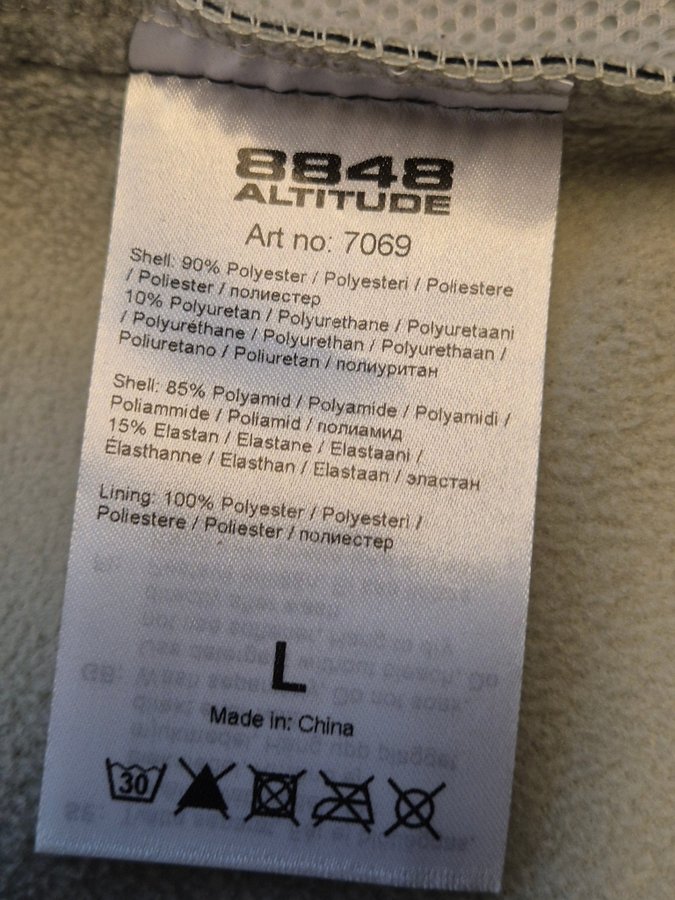 8848
ALTITUDE
Art no: 7069
Shell: 90% Polyester / Polyesteri / Poliestere
/ Poliester / полиестер
10% Polyuretan / Polyurethane / Polyuretaani
/ Polyuréthane / Polyurethan / Polyurethaan /
Poliuretano / Poliuretan / полиуритан
Shell: 85% Polyamid / Polyamide / Polyamidi /
Poliammide / Poliamid / полиамид
15% Elastan / Elastane / Elastaani /
Élasthanne / Elasthan / Elastaan / эластан
Lining: 100% Polyester / Polyesteri /
Poliestere / Poliester / полиестер
L
Made in: China
30